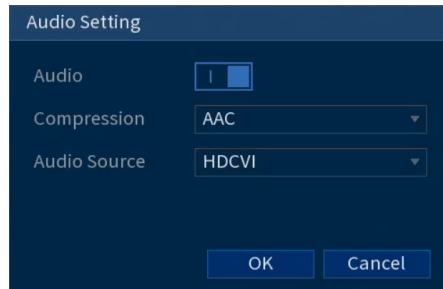 Audio Setting
Audio
Compression AAC
Audio Source HDCVI
OK Cancel